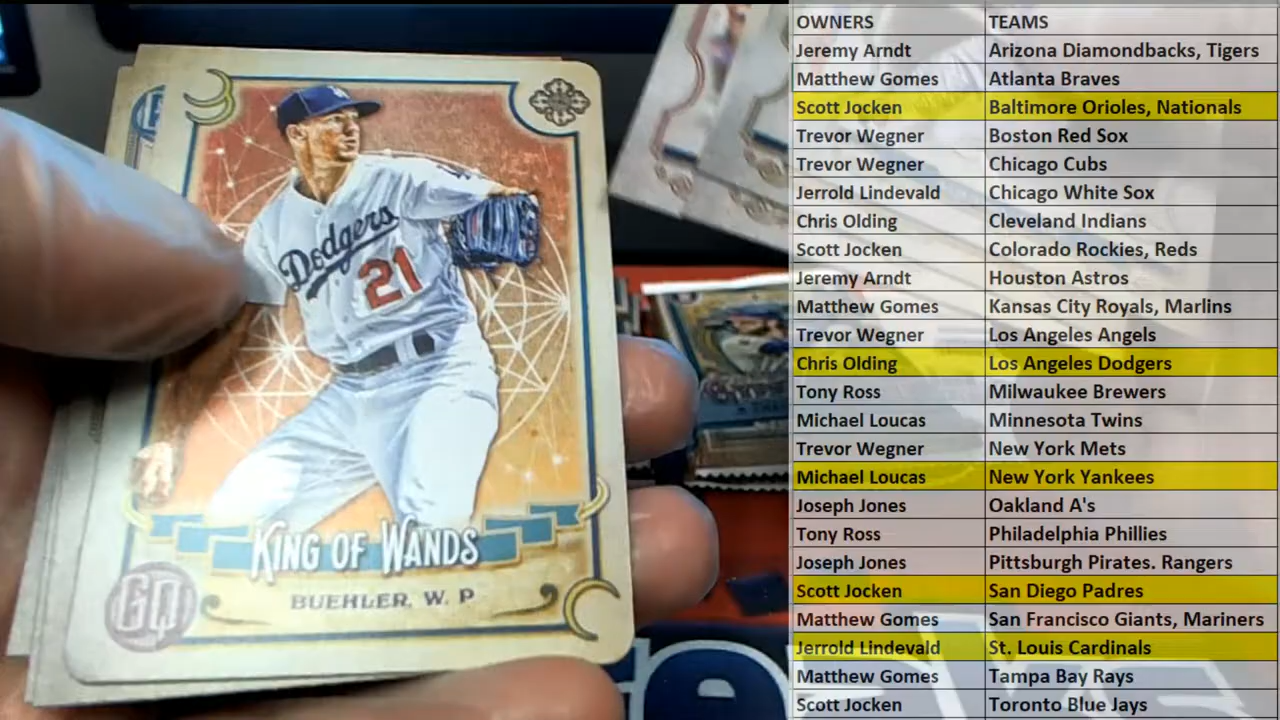 Dodgers
21
KING OF WANDS
BUEHLER, W. P
GQ
OWNERS TEAMS
Jeremy Arndt Arizona Diamondbacks, Tigers
Matthew Gomes Atlanta Braves
Scott Jocken Baltimore Orioles, Nationals
Trevor Wegner Boston Red Sox
Trevor Wegner Chicago Cubs
Jerrold Lindevald Chicago White Sox
Chris Olding Cleveland Indians
Scott Jocken Colorado Rockies, Reds
Jeremy Arndt Houston Astros
Matthew Gomes Kansas City Royals, Marlins
Trevor Wegner Los Angeles Angels
Chris Olding Los Angeles Dodgers
Tony Ross Milwaukee Brewers
Michael Loucas Minnesota Twins
Trevor Wegner New York Mets
Michael Loucas New York Yankees
Joseph Jones Oakland A's
Tony Ross Philadelphia Phillies
Joseph Jones Pittsburgh Pirates. Rangers
Scott Jocken San Diego Padres
Matthew Gomes San Francisco Giants, Mariners
Jerrold Lindevald St. Louis Cardinals
Matthew Gomes Tampa Bay Rays
Scott Jocken Toronto Blue Jays